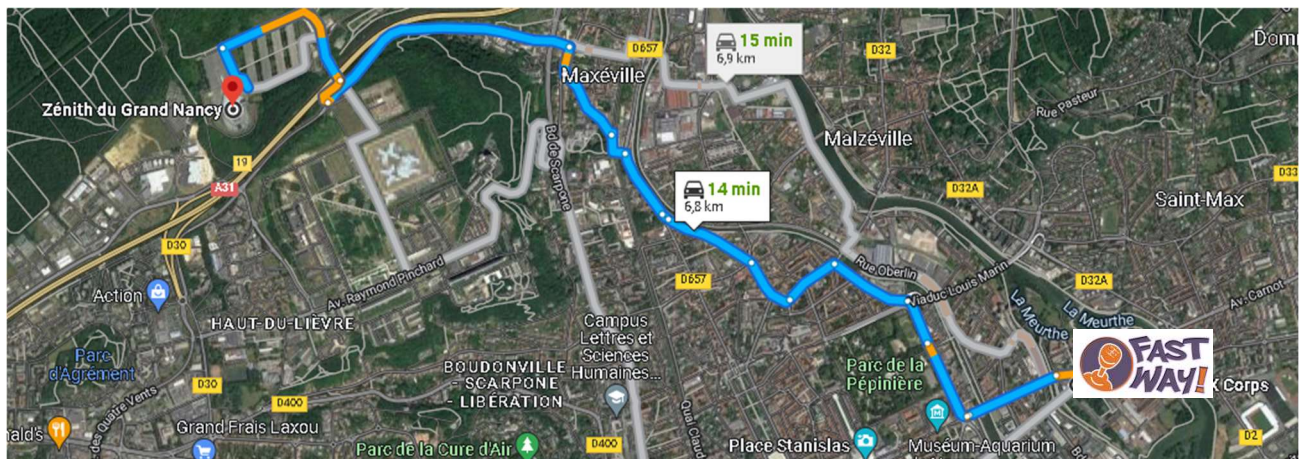 D657
15 min
6,9 km
D32
Dom
Maxéville
Zénith du Grand Nancy
Rue Pasteur
Malzéville
19
A31
Bd de Scarpone
14 min
6,8 km
D32A
D33
Saint-Max
D30
Av. Raymond Pinchard
D657
Rue Oberlin
Viaduc Louis Marin
D32A
Av. Carnot
Action
La Meurthe
La Meurthe
HAUT-DU-LIÈVRE
Campus
Lettres et
Sciences
Humaines...
Parc
d'Agrément
BOUDONVILLE
- SCARPONE
- LIBÉRATION
Parc de la
Pépinière
FAST
WAY!
X Corps
D30
des Quatre Vents
D400
nald's
Grand Frais Laxou
Quai Claud
Parc de la Cure d'Air
D400
Place Stanislas
Muséum-Aquarium
Bd
D2